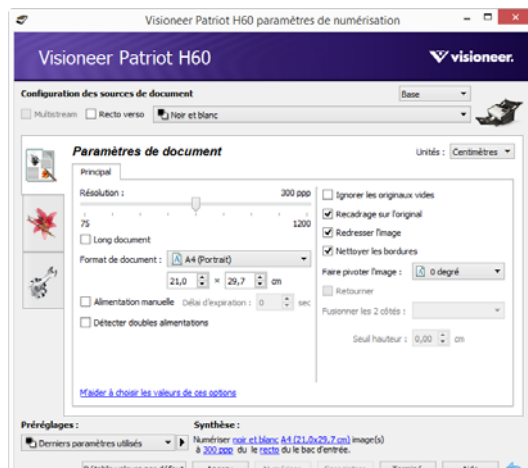 Visioneer Patriot H60 paramètres de numérisation
Visioneer Patriot H60
visioneer.
Configuration des sources de document
Base
Multistream
Recto verso
Noir et blanc
Paramètres de document
Unités : Centimètres
Principal
Résolution : 300 ppp
75 1200
Long document
Format de document : A4 (Portrait)
21,0 × 29,7 cm
Alimentation manuelle Délai d'expiration : 0 sec
Détecter doubles alimentations
Ignorer les originaux vides
Recadrage sur l'original
Redresser l'image
Nettoyer les bordures
Faire pivoter l'image : 0 degré
Retourner
Fusionner les 2 côtés :
Seuil hauteur : 0,00 cm
M'aider à choisir les valeurs de ces options
Préréglages :
Derniers paramètres utilisés
Synthèse :
Numériser noir et blanc A4 (21.0x29.7 cm) image(s)
à 300 ppp du le recto du le bac d'entrée.